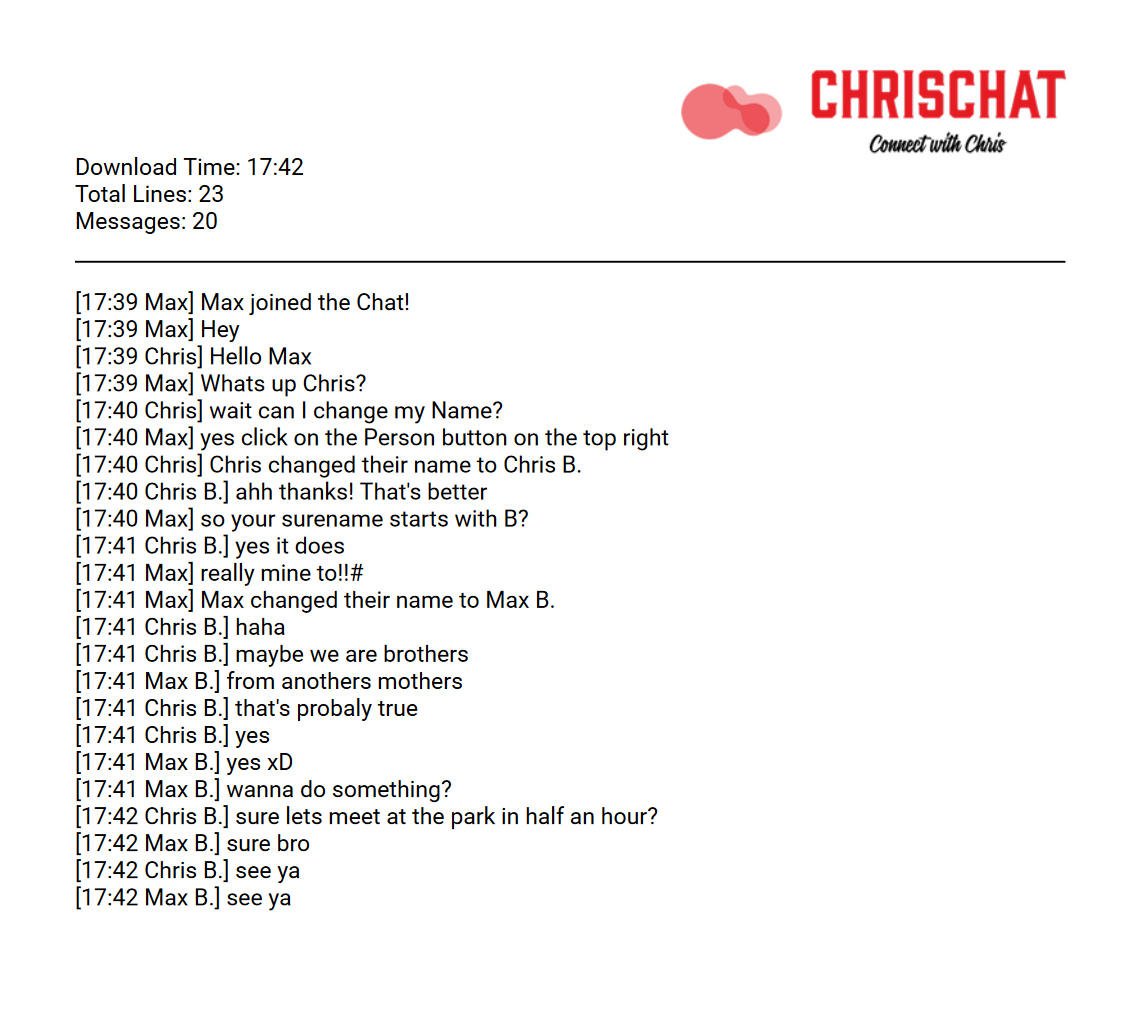 CHRISCHAT
Connect with Chris
Download Time: 17:42
Total Lines: 23
Messages: 20
[17:39 Max] Max joined the Chat!
[17:39 Max] Hey
[17:39 Chris] Hello Max
[17:39 Max] Whats up Chris?
[17:40 Chris] wait can I change my Name?
[17:40 Max] yes click on the Person button on the top right
[17:40 Chris] Chris changed their name to Chris B.
[17:40 Chris B.] ahh thanks! That's better
[17:40 Max] so your surename starts with B?
[17:41 Chris B.] yes it does
[17:41 Max] really mine to!!#
[17:41 Max] Max changed their name to Max B.
[17:41 Chris B.] haha
[17:41 Chris B.] maybe we are brothers
[17:41 Max B.] from anothers mothers
[17:41 Chris B.] that's probaly true
[17:41 Chris B.] yes
[17:41 Max B.] yes xD
[17:41 Max B.] wanna do something?
[17:42 Chris B.] sure lets meet at the park in half an hour?
[17:42 Max B.] sure bro
[17:42 Chris B.] see ya
[17:42 Max B.] see ya